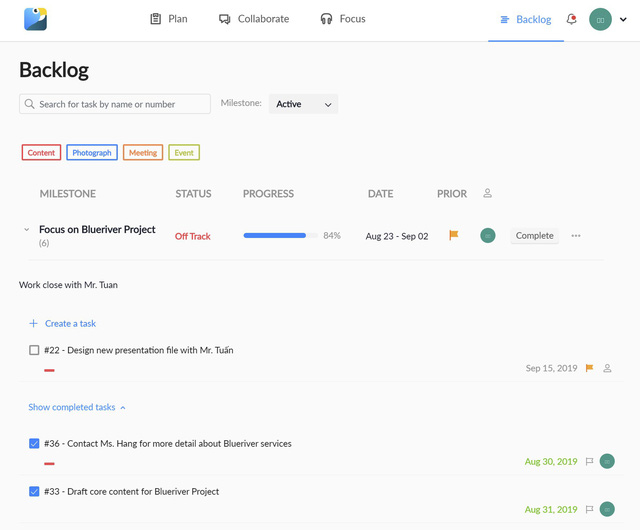 Plan
Collaborate
Focus
Backlog
Backlog
Search for task by name or number
Milestone:
Active
Content
Photograph
Meeting
Event
MILESTONE
STATUS
PROGRESS
DATE
PRIOR
Focus on Blueriver Project
(6)
Off Track
84%
Aug 23 - Sep 02
Complete
Work close with Mr. Tuan
Create a task
#22 - Design new presentation file with Mr. Tuấn
Sep 15, 2019
Show completed tasks
#36 - Contact Ms. Hang for more detail about Blueriver services
Aug 30, 2019
#33 - Draft core content for Blueriver Project
Aug 31, 2019